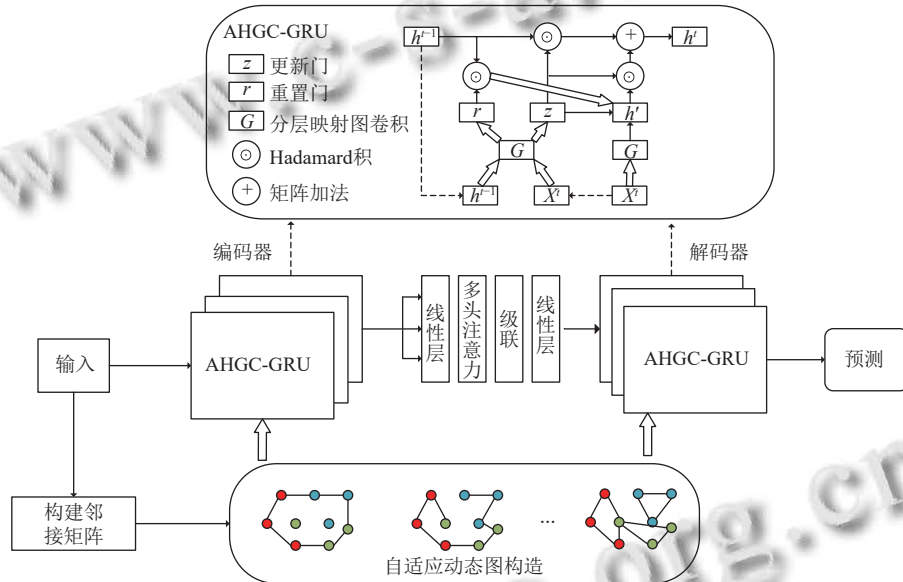 AHGC-GRU
z 更新门
r 重置门
G 分层映射图卷积
⊙ Hadamard积
+ 矩阵加法
h^{t−1} ⊙ + h^t
⊙ ⊙
r z h′
G G
h^{t−1} X^t X^t
编码器 解码器
输入
AHGC-GRU
线性层
多头注意力
级联
线性层
AHGC-GRU
预测
构建邻
接矩阵
...
自适应动态图构造
www.c-s-a
.org.cn